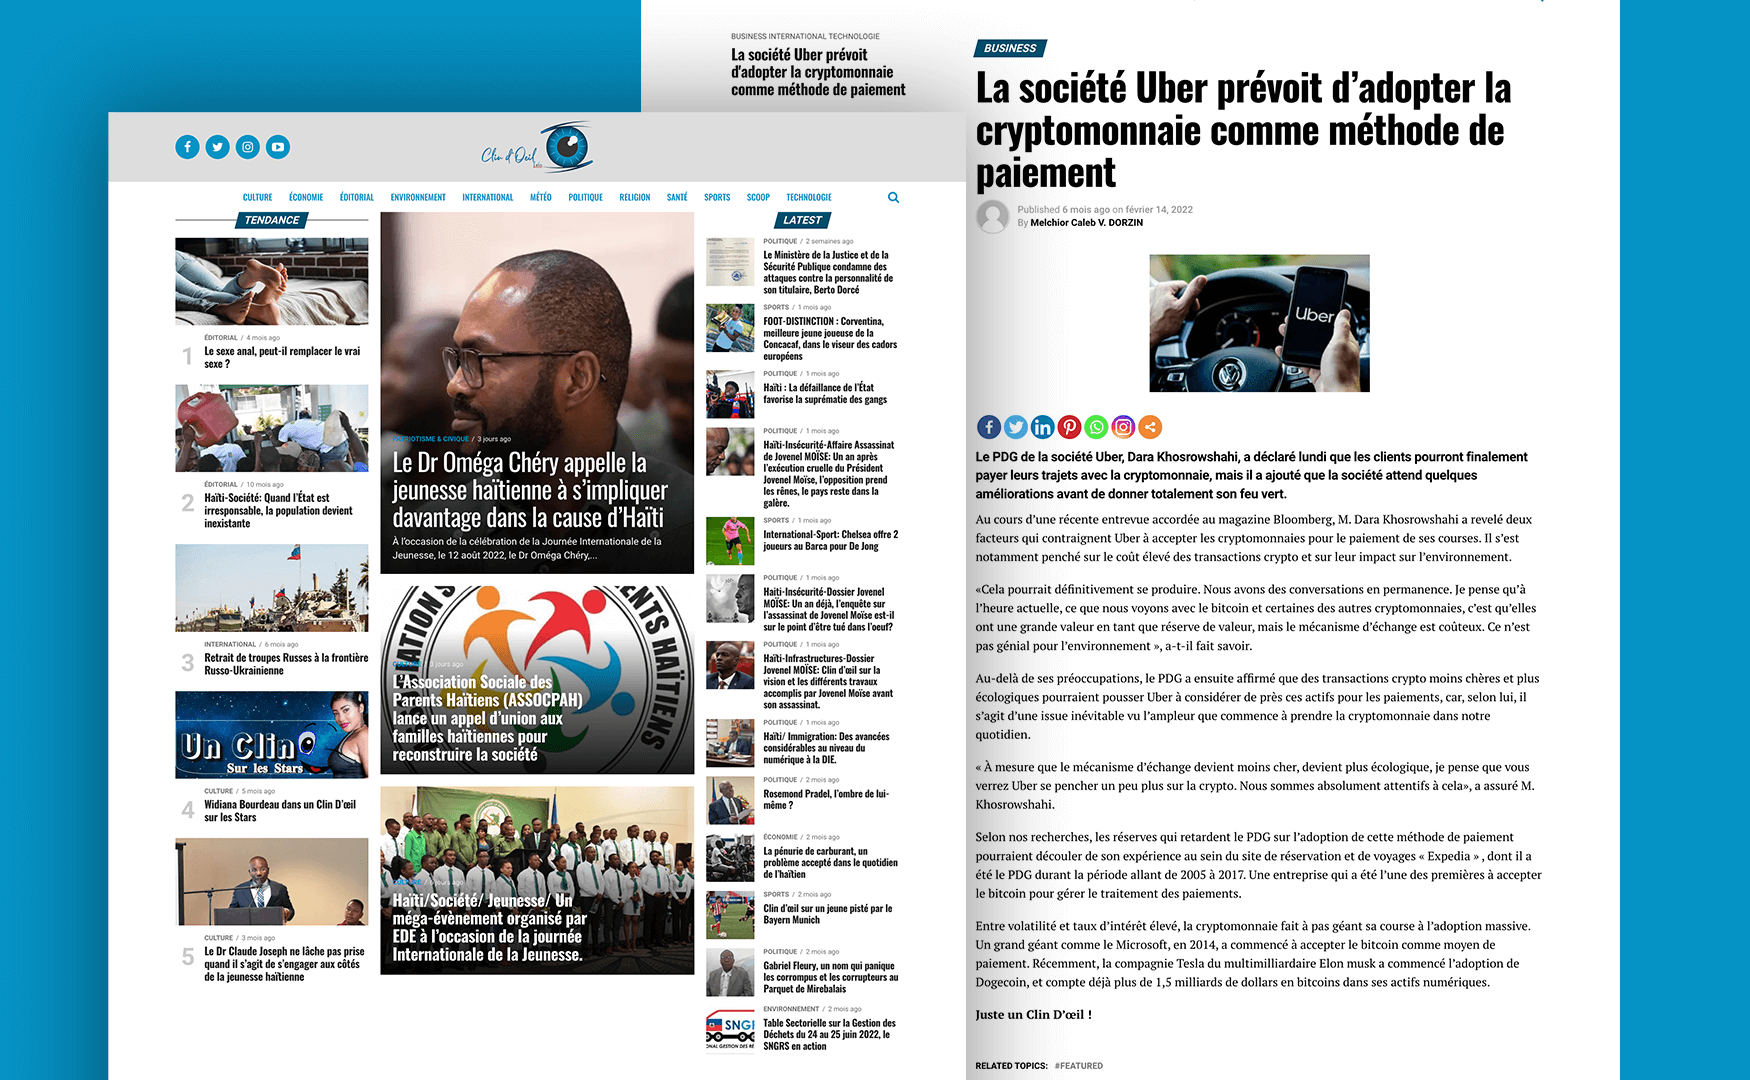 BUSINESS INTERNATIONAL TECHNOLOGIE
La société Uber prévoit
d'adopter la cryptomonnaie
comme méthode de paiement
Clin d'Oeil
CULTURE ÉCONOMIE ÉDITORIAL ENVIRONNEMENT INTERNATIONAL MÉTÉO POLITIQUE RELIGION SANTÉ SPORTS SCOOP TECHNOLOGIE
TENDANCE
ÉDITORIAL / 4 mois ago
1
Le sexe anal, peut-il remplacer le vrai
sexe ?
ÉDITORIAL / 10 mois ago
2
Haïti-Société: Quand l'État est
irresponsable, la population devient
inexistante
INTERNATIONAL / 6 mois ago
3
Retrait de troupes Russes à la frontière
Russo-Ukrainienne
Un Clin
Sur les Stars
CULTURE / 5 mois ago
4
Widiana Bourdeau dans un Clin D'œil
sur les Stars
CULTURE / 3 mois ago
5
Le Dr Claude Joseph ne lâche pas prise
quand il s'agit de s'engager aux côtés
de la jeunesse haïtienne
PATRIOTISME & CIVIQUE / 3 jours ago
Le Dr Oméga Chéry appelle la
jeunesse haïtienne à s'impliquer
davantage dans la cause d'Haïti
À l'occasion de la célébration de la Journée Internationale de la
Jeunesse, le 12 août 2022, le Dr Oméga Chéry,...
PARENTS HAÏTIENS
CULTURE / 3 jours ago
L'Association Sociale des
Parents Haïtiens (ASSOCPAH)
lance un appel d'union aux
familles haïtiennes pour
reconstruire la société
CULTURE / 6 jours ago
Haïti/Société/ Jeunesse/ Un
méga-évènement organisé par
EDE à l'occasion de la journée
Internationale de la Jeunesse.
LATEST
POLITIQUE / 2 semaines ago
Le Ministère de la Justice et de la
Sécurité Publique condamne des
attaques contre la personnalité de
son titulaire, Berto Dorcé
SPORTS / 1 mois ago
FOOT-DISTINCTION : Corventina,
meilleure jeune joueuse de la
Concacaf, dans le viseur des cadors
européens
POLITIQUE / 1 mois ago
Haïti : La défaillance de l'État
favorise la suprématie des gangs
POLITIQUE / 1 mois ago
Haïti-Insécurité-Affaire Assassinat
de Jovenel MOÏSE: Un an après
l'exécution cruelle du Président
Jovenel Moïse, l'opposition prend
les rênes, le pays reste dans la
galère.
SPORTS / 1 mois ago
International-Sport: Chelsea offre 2
joueurs au Barca pour De Jong
POLITIQUE / 1 mois ago
Haiti-Insécurité-Dossier Jovenel
MOÏSE: Un an déjà, l'enquête sur
l'assassinat de Jovenel Moïse est-il
sur le point d'être tué dans l'oeuf?
POLITIQUE / 1 mois ago
Haïti-Infrastructures-Dossier
Jovenel MOÏSE: Clin d'œil sur la
vision et les différents travaux
accomplis par Jovenel Moïse avant
son assassinat.
POLITIQUE / 1 mois ago
Haïti/ Immigration: Des avancées
considérables au niveau du
numérique à la DIE.
POLITIQUE / 2 mois ago
Rosemond Pradel, l'ombre de lui-
même ?
ÉCONOMIE / 2 mois ago
La pénurie de carburant, un
problème accepté dans le quotidien
de l'haïtien
SPORTS / 2 mois ago
Clin d'œil sur un jeune pisté par le
Bayern Munich
POLITIQUE / 2 mois ago
Gabriel Fleury, un nom qui panique
les corrompus et les corrupteurs au
Parquet de Mirebalais
SNGR
ENVIRONNEMENT / 2 mois ago
Table Sectorielle sur la Gestion des
Déchets du 24 au 25 juin 2022, le
SNGRS en action
BUSINESS
La société Uber prévoit d'adopter la
cryptomonnaie comme méthode de
paiement
Published 6 mois ago on février 14, 2022
By Melchior Caleb V. DORZIN
Uber
Le PDG de la société Uber, Dara Khosrowshahi, a déclaré lundi que les clients pourront finalement
payer leurs trajets avec la cryptomonnaie, mais il a ajouté que la société attend quelques
améliorations avant de donner totalement son feu vert.
Au cours d'une récente entrevue accordée au magazine Bloomberg, M. Dara Khosrowshahi a revelé deux
facteurs qui contraignent Uber à accepter les cryptomonnaies pour le paiement de ses courses. Il s'est
notamment penché sur le coût élevé des transactions crypto et sur leur impact sur l'environnement.
«Cela pourrait définitivement se produire. Nous avons des conversations en permanence. Je pense qu'à
l'heure actuelle, ce que nous voyons avec le bitcoin et certaines des autres cryptomonnaies, c'est qu'elles
ont une grande valeur en tant que réserve de valeur, mais le mécanisme d'échange est coûteux. Ce n'est
pas génial pour l'environnement », a-t-il fait savoir.
Au-delà de ses préoccupations, le PDG a ensuite affirmé que des transactions crypto moins chères et plus
écologiques pourraient pousser Uber à considérer de près ces actifs pour les paiements, car, selon lui, il
s'agit d'une issue inévitable vu l'ampleur que commence à prendre la cryptomonnaie dans notre
quotidien.
« À mesure que le mécanisme d'échange devient moins cher, devient plus écologique, je pense que vous
verrez Uber se pencher un peu plus sur la crypto. Nous sommes absolument attentifs à cela», a assuré M.
Khosrowshahi.
Selon nos recherches, les réserves qui retardent le PDG sur l'adoption de cette méthode de paiement
pourraient découler de son expérience au sein du site de réservation et de voyages « Expedia » , dont il a
été le PDG durant la période allant de 2005 à 2017. Une entreprise qui a été l'une des premières à accepter
le bitcoin pour gérer le traitement des paiements.
Entre volatilité et taux d'intérêt élevé, la cryptomonnaie fait à pas géant sa course à l'adoption massive.
Un grand géant comme le Microsoft, en 2014, a commencé à accepter le bitcoin comme moyen de
paiement. Récemment, la compagnie Tesla du multimilliardaire Elon musk a commencé l'adoption de
Dogecoin, et compte déjà plus de 1,5 milliards de dollars en bitcoins dans ses actifs numériques.
Juste un Clin D'œil !
RELATED TOPICS: #FEATURED